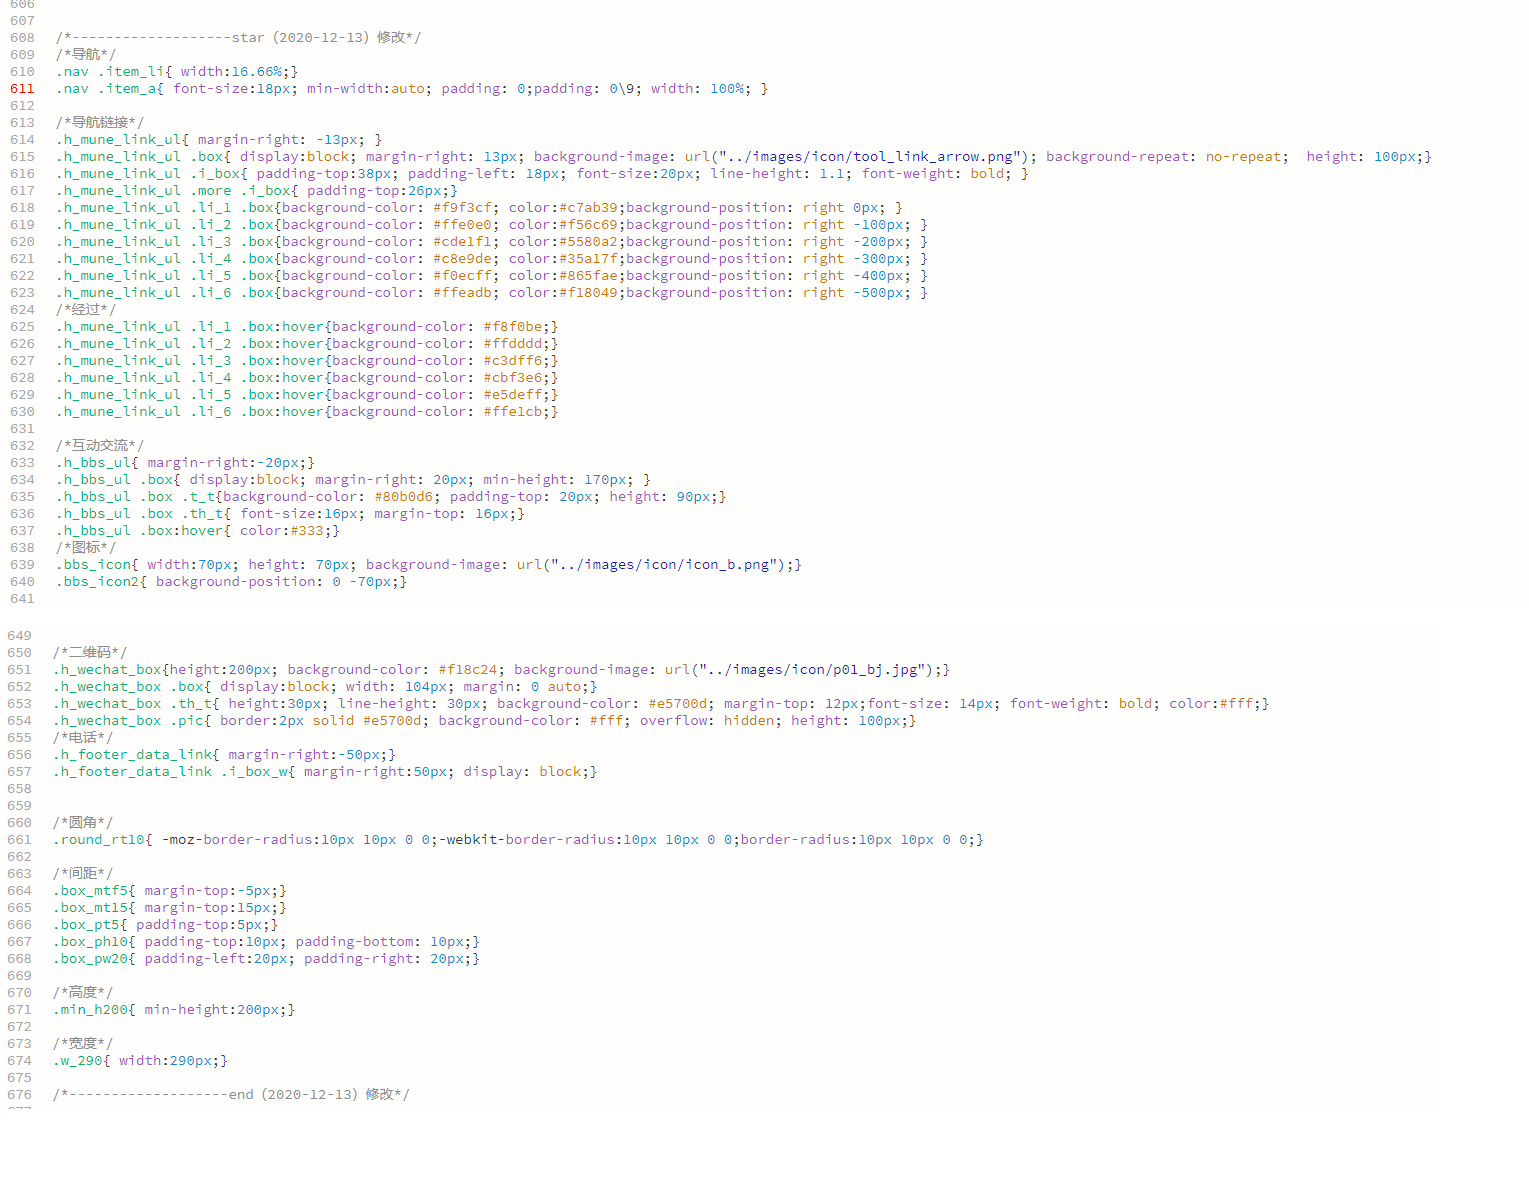 606
607
608 /*-------------------star（2020-12-13）修改*/
609 /*导航*/
610 .nav .item_li{ width:16.66%;}
611 .nav .item_a{ font-size:18px; min-width:auto; padding: 0;padding: 0\9; width: 100%; }
612
613 /*导航链接*/
614 .h_mune_link_ul{ margin-right: -13px; }
615 .h_mune_link_ul .box{ display:block; margin-right: 13px; background-image: url("../images/icon/tool_link_arrow.png"); background-repeat: no-repeat;  height: 100px;}
616 .h_mune_link_ul .i_box{ padding-top:38px; padding-left: 18px; font-size:20px; line-height: 1.1; font-weight: bold; }
617 .h_mune_link_ul .more .i_box{ padding-top:26px;}
618 .h_mune_link_ul .li_1 .box{background-color: #f9f3cf; color:#c7ab39;background-position: right 0px; }
619 .h_mune_link_ul .li_2 .box{background-color: #ffe0e0; color:#f56c69;background-position: right -100px; }
620 .h_mune_link_ul .li_3 .box{background-color: #cde1f1; color:#5580a2;background-position: right -200px; }
621 .h_mune_link_ul .li_4 .box{background-color: #c8e9de; color:#35a17f;background-position: right -300px; }
622 .h_mune_link_ul .li_5 .box{background-color: #f0ecff; color:#865fae;background-position: right -400px; }
623 .h_mune_link_ul .li_6 .box{background-color: #ffeadb; color:#f18049;background-position: right -500px; }
624 /*经过*/
625 .h_mune_link_ul .li_1 .box:hover{background-color: #f8f0be;}
626 .h_mune_link_ul .li_2 .box:hover{background-color: #ffdddd;}
627 .h_mune_link_ul .li_3 .box:hover{background-color: #c3dff6;}
628 .h_mune_link_ul .li_4 .box:hover{background-color: #cbf3e6;}
629 .h_mune_link_ul .li_5 .box:hover{background-color: #e5deff;}
630 .h_mune_link_ul .li_6 .box:hover{background-color: #ffe1cb;}
631
632 /*互动交流*/
633 .h_bbs_ul{ margin-right:-20px;}
634 .h_bbs_ul .box{ display:block; margin-right: 20px; min-height: 170px; }
635 .h_bbs_ul .box .t_t{background-color: #80b0d6; padding-top: 20px; height: 90px;}
636 .h_bbs_ul .box .th_t{ font-size:16px; margin-top: 16px;}
637 .h_bbs_ul .box:hover{ color:#333;}
638 /*图标*/
639 .bbs_icon{ width:70px; height: 70px; background-image: url("../images/icon/icon_b.png");}
640 .bbs_icon2{ background-position: 0 -70px;}
641
649
650 /*二维码*/
651 .h_wechat_box{height:200px; background-color: #f18c24; background-image: url("../images/icon/p01_bj.jpg");}
652 .h_wechat_box .box{ display:block; width: 104px; margin: 0 auto;}
653 .h_wechat_box .th_t{ height:30px; line-height: 30px; background-color: #e5700d; margin-top: 12px;font-size: 14px; font-weight: bold; color:#fff;}
654 .h_wechat_box .pic{ border:2px solid #e5700d; background-color: #fff; overflow: hidden; height: 100px;}
655 /*电话*/
656 .h_footer_data_link{ margin-right:-50px;}
657 .h_footer_data_link .i_box_w{ margin-right:50px; display: block;}
658
659
660 /*圆角*/
661 .round_rt10{ -moz-border-radius:10px 10px 0 0;-webkit-border-radius:10px 10px 0 0;border-radius:10px 10px 0 0;}
662
663 /*间距*/
664 .box_mtf5{ margin-top:-5px;}
665 .box_mt15{ margin-top:15px;}
666 .box_pt5{ padding-top:5px;}
667 .box_ph10{ padding-top:10px; padding-bottom: 10px;}
668 .box_pw20{ padding-left:20px; padding-right: 20px;}
669
670 /*高度*/
671 .min_h200{ min-height:200px;}
672
673 /*宽度*/
674 .w_290{ width:290px;}
675
676 /*-------------------end（2020-12-13）修改*/